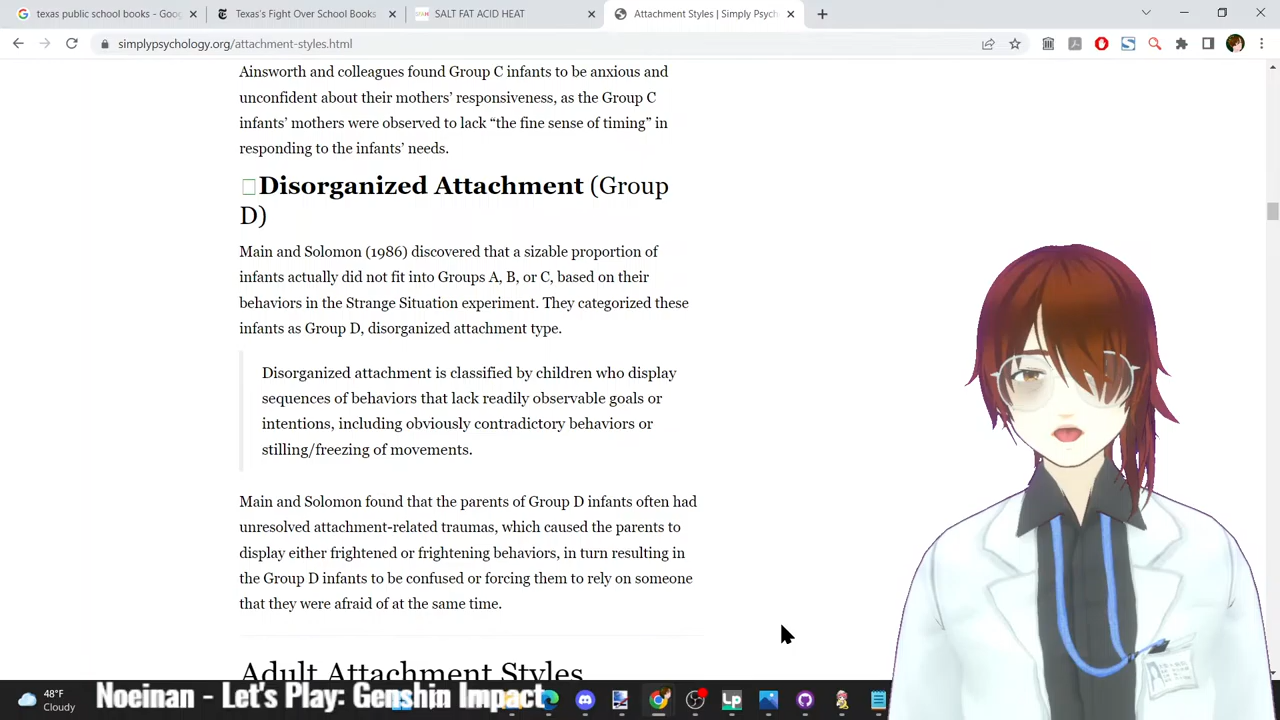 texas public school books - Goog
Texas's Fight Over School Books
SALT FAT ACID HEAT
Attachment Styles | Simply Psych
simplypsychology.org/attachment-styles.html
Ainsworth and colleagues found Group C infants to be anxious and
unconfident about their mothers’ responsiveness, as the Group C
infants’ mothers were observed to lack “the fine sense of timing” in
responding to the infants’ needs.
Disorganized Attachment (Group
D)
Main and Solomon (1986) discovered that a sizable proportion of
infants actually did not fit into Groups A, B, or C, based on their
behaviors in the Strange Situation experiment. They categorized these
infants as Group D, disorganized attachment type.
Disorganized attachment is classified by children who display
sequences of behaviors that lack readily observable goals or
intentions, including obviously contradictory behaviors or
stilling/freezing of movements.
Main and Solomon found that the parents of Group D infants often had
unresolved attachment-related traumas, which caused the parents to
display either frightened or frightening behaviors, in turn resulting in
the Group D infants to be confused or forcing them to rely on someone
that they were afraid of at the same time.
Adult Attachment Styles
48°F
Cloudy
Noeinan - Let's Play: Genshin Impact